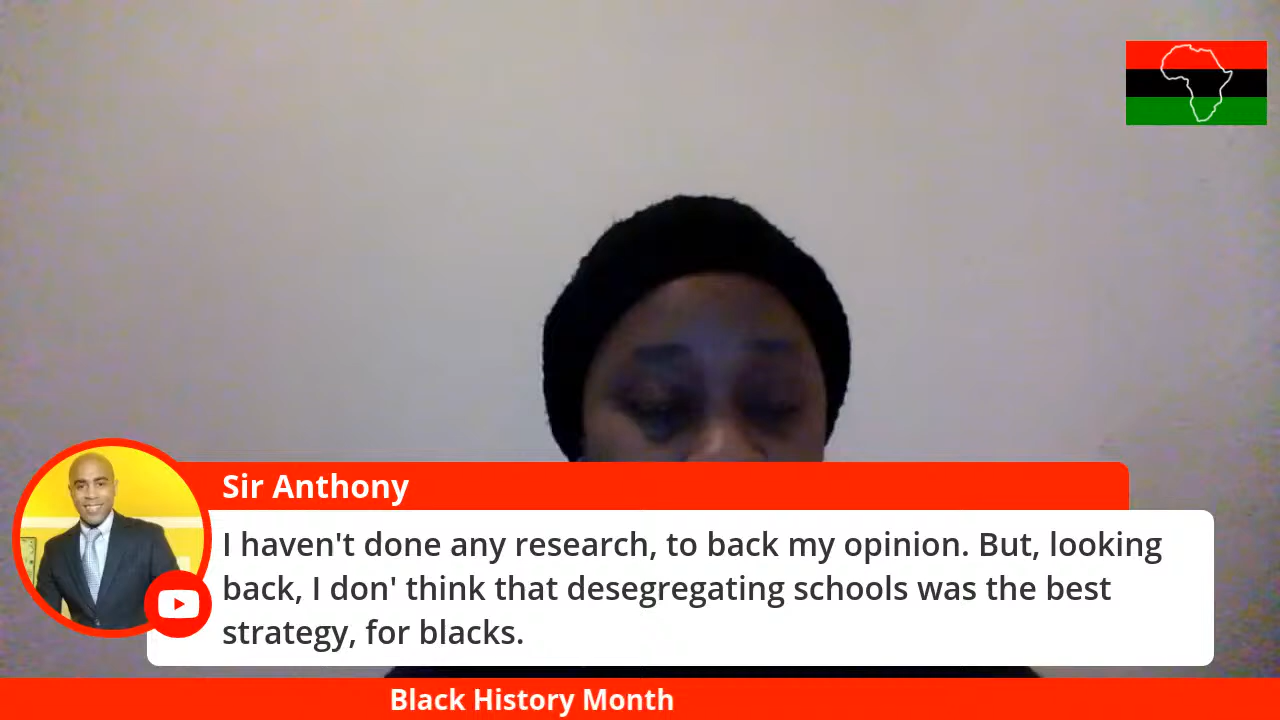 Sir Anthony
I haven't done any research, to back my opinion. But, looking
back, I don' think that desegregating schools was the best
strategy, for blacks.
Black History Month